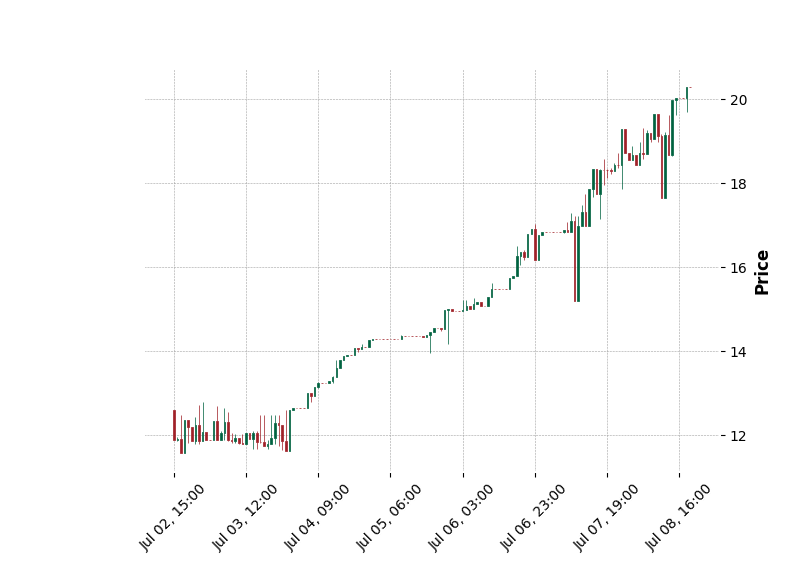 20
18
16
14
12
Price
Jul 02, 15:00
Jul 03, 12:00
Jul 04, 09:00
Jul 05, 06:00
Jul 06, 03:00
Jul 06, 23:00
Jul 07, 19:00
Jul 08, 16:00